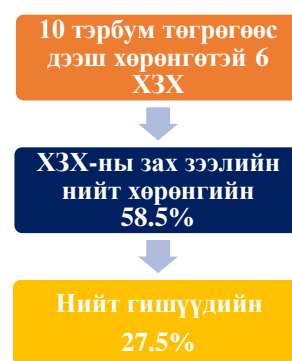 10 тэрбум төгрөгөөс
дээш хөрөнгөтэй 6
ХЗХ
ХЗХ-ны зах зээлийн
нийт хөрөнгийн
58.5%
Нийт гишүүдийн
27.5%